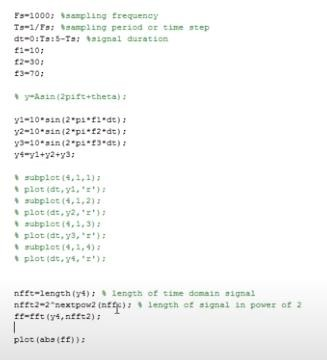 Fs=1000; %sampling frequency
Ts=1/Fs; %sampling period or time step
dt=0:Ts:5-Ts; %signal duration
f1=10;
f2=30;
f3=70;
% y=Asin(2pift+theta);
y1=10*sin(2*pi*f1*dt);
y2=10*sin(2*pi*f2*dt);
y3=10*sin(2*pi*f3*dt);
y4=y1+y2+y3;
% subplot(4,1,1);
% plot(dt,y1,'r');
% subplot(4,1,2);
% plot(dt,y2,'r');
% subplot(4,1,3);
% plot(dt,y3,'r');
% subplot(4,1,4);
% plot(dt,y4,'r');
nfft=length(y4); % length of time domain signal
nfft2=2^nextpow2(nfft); % length of signal in power of 2
ff=fft(y4,nfft2);
plot(abs(ff));